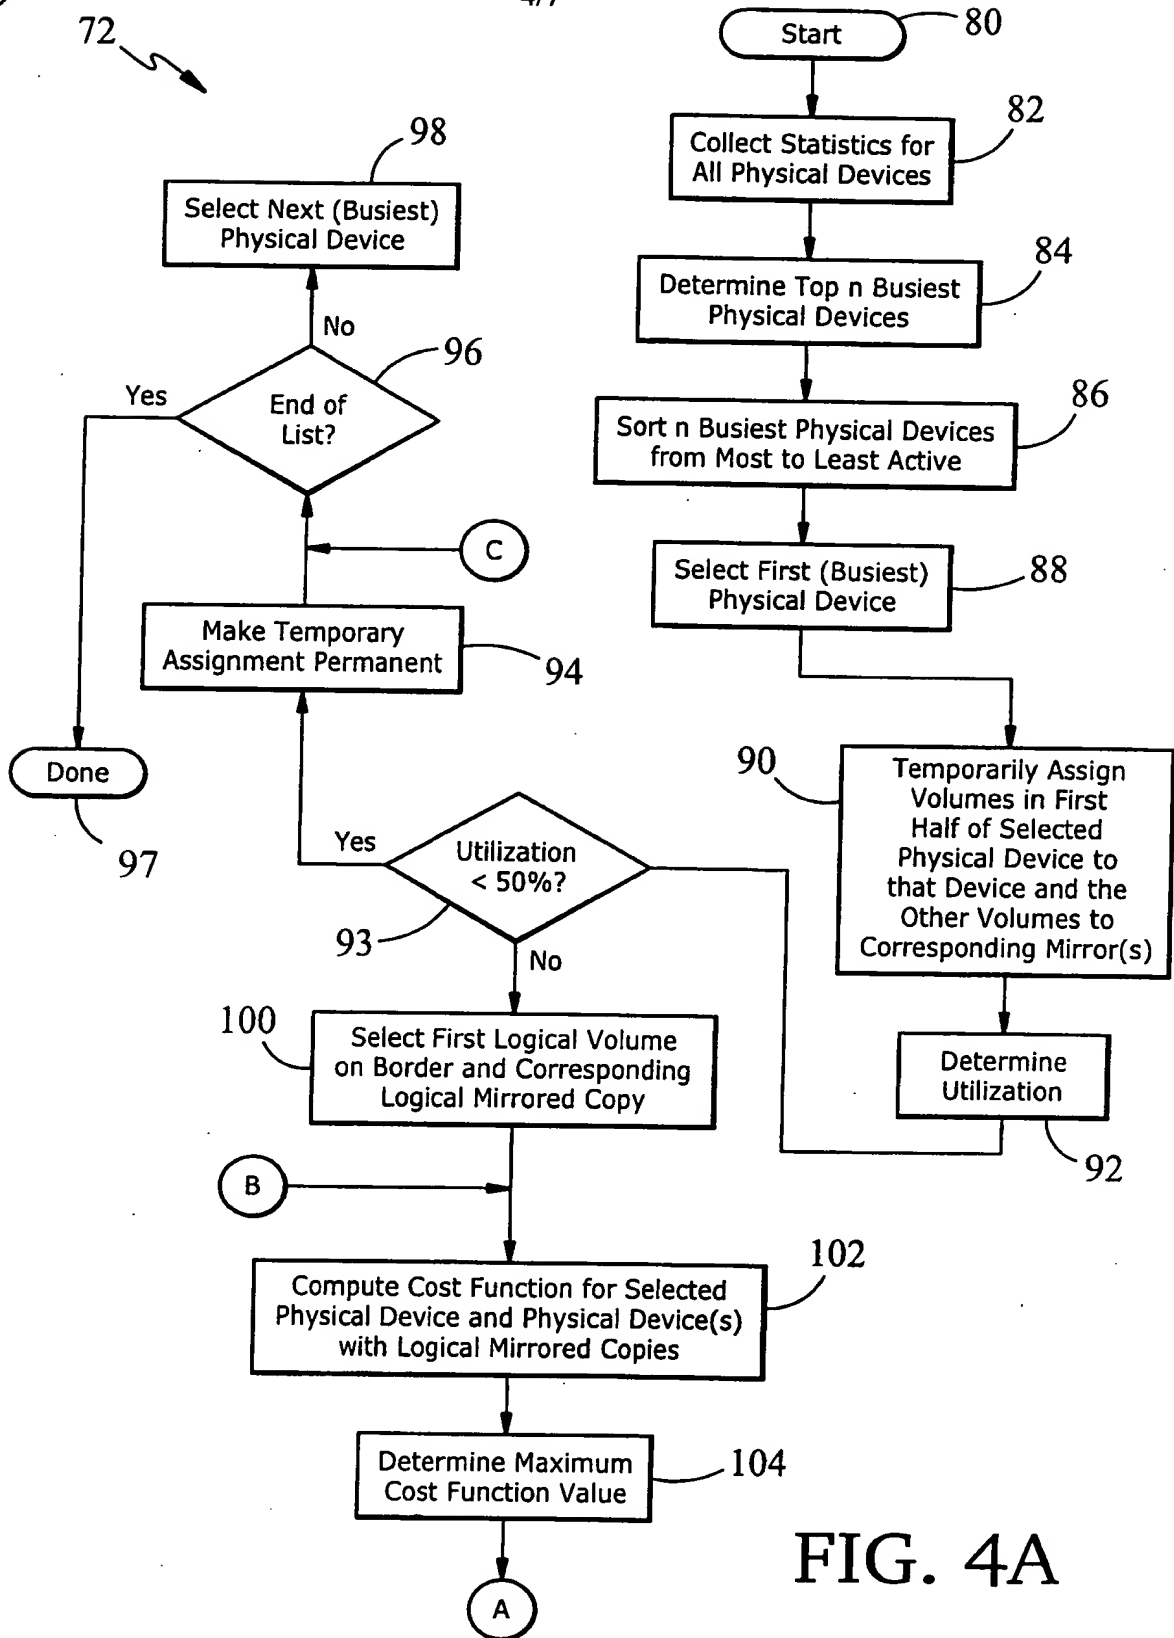 72
Start
80
Collect Statistics for
All Physical Devices
82
Determine Top n Busiest
Physical Devices
84
Sort n Busiest Physical Devices
from Most to Least Active
86
Select First (Busiest)
Physical Device
88
90
Temporarily Assign
Volumes in First
Half of Selected
Physical Device to
that Device and the
Other Volumes to
Corresponding Mirror(s)
Determine
Utilization
92
Utilization
< 50%?
93
Yes
No
Make Temporary
Assignment Permanent
94
C
End of
List?
96
Yes
No
Done
97
Select Next (Busiest)
Physical Device
98
100
Select First Logical Volume
on Border and Corresponding
Logical Mirrored Copy
B
Compute Cost Function for Selected
Physical Device and Physical Device(s)
with Logical Mirrored Copies
102
Determine Maximum
Cost Function Value
104
A
FIG. 4A